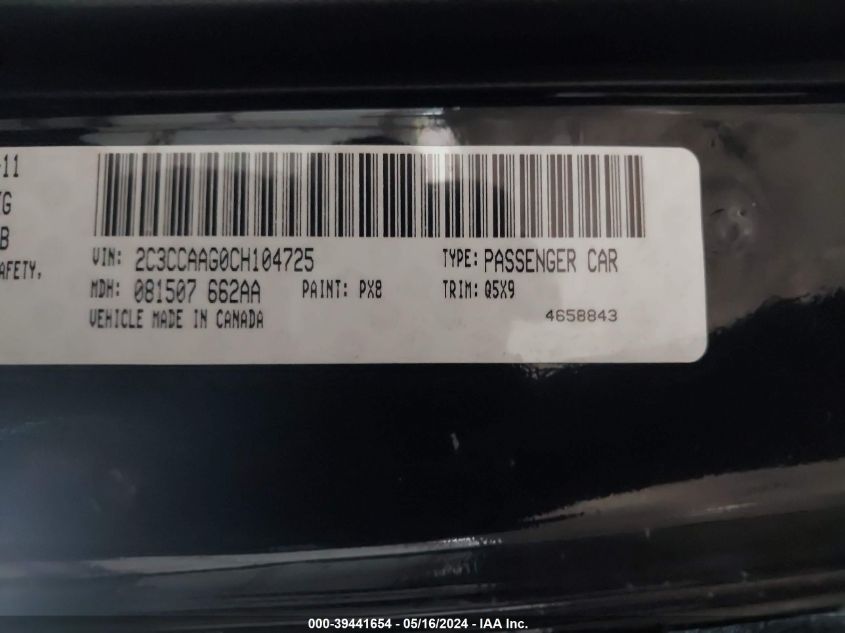 -11
VIN: 2C3CCAAG0CH104725 TYPE: PASSENGER CAR
AFETY,
MDH: 081507 662AA PAINT: PX8 TRIM: Q5X9
VEHICLE MADE IN CANADA 4658843
000-39441654 - 05/16/2024 - IAA Inc.